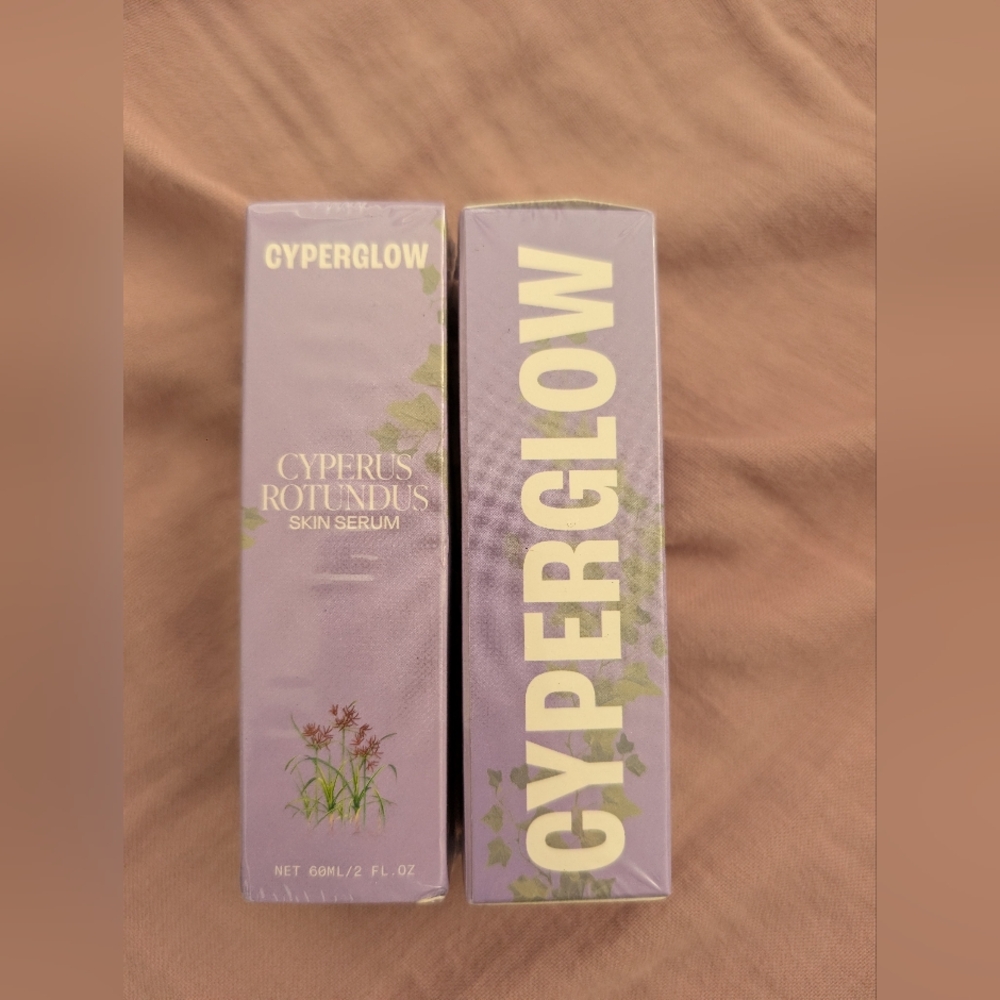 CYPERGLOW
CYPERUS
ROTUNDUS
SKIN SERUM
NET 60ML/2 FL.OZ
CYPERGLOW